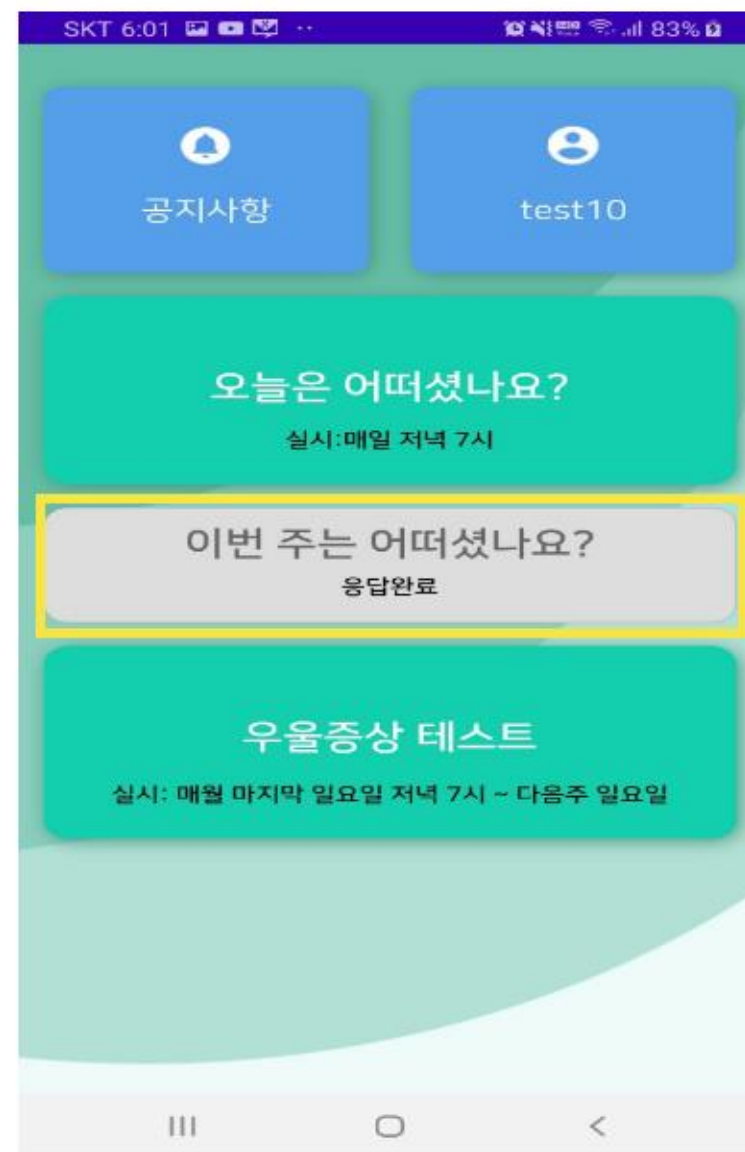 SKT 6:01
83%
공지사항
test10
오늘은 어떠셨나요?
실시:매일 저녁 7시
이번 주는 어떠셨나요?
응답완료
우울증상 테스트
실시: 매월 마지막 일요일 저녁 7시 ~ 다음주 일요일